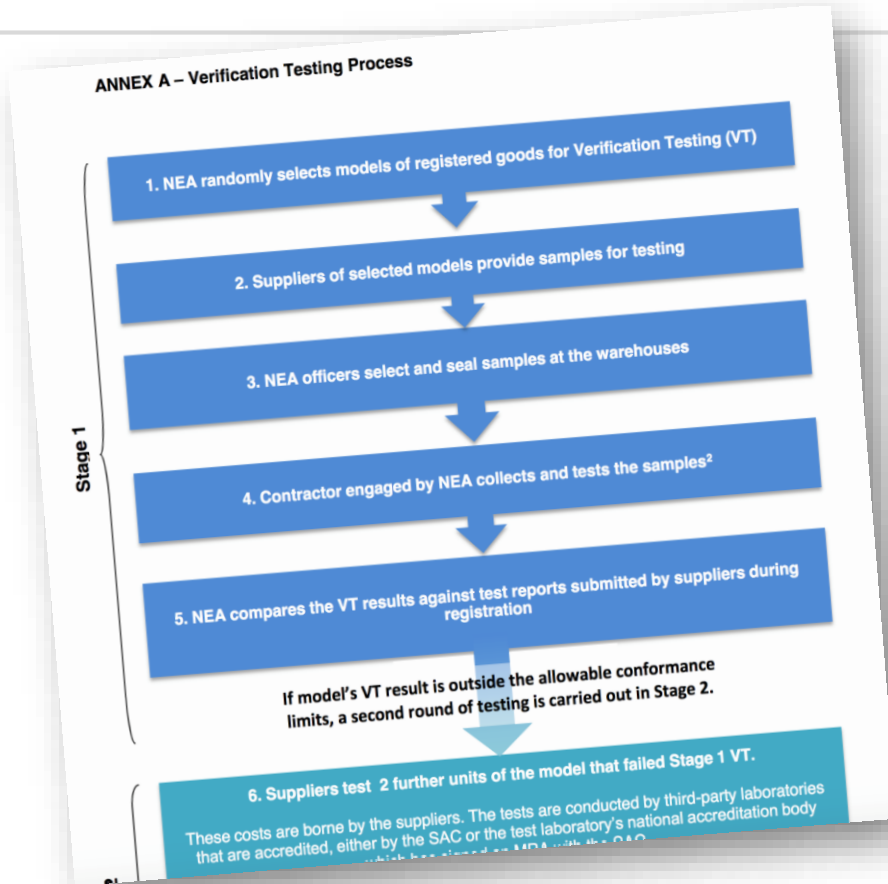 ANNEX A – Verification Testing Process
1. NEA randomly selects models of registered goods for Verification Testing (VT)
2. Suppliers of selected models provide samples for testing
3. NEA officers select and seal samples at the warehouses
Stage 1
4. Contractor engaged by NEA collects and tests the samples²
5. NEA compares the VT results against test reports submitted by suppliers during
registration
If model's VT result is outside the allowable conformance
limits, a second round of testing is carried out in Stage 2.
6. Suppliers test 2 further units of the model that failed Stage 1 VT.
These costs are borne by the suppliers. The tests are conducted by third-party laboratories
that are accredited, either by the SAC or the test laboratory's national accreditation body
MRA with the SAC